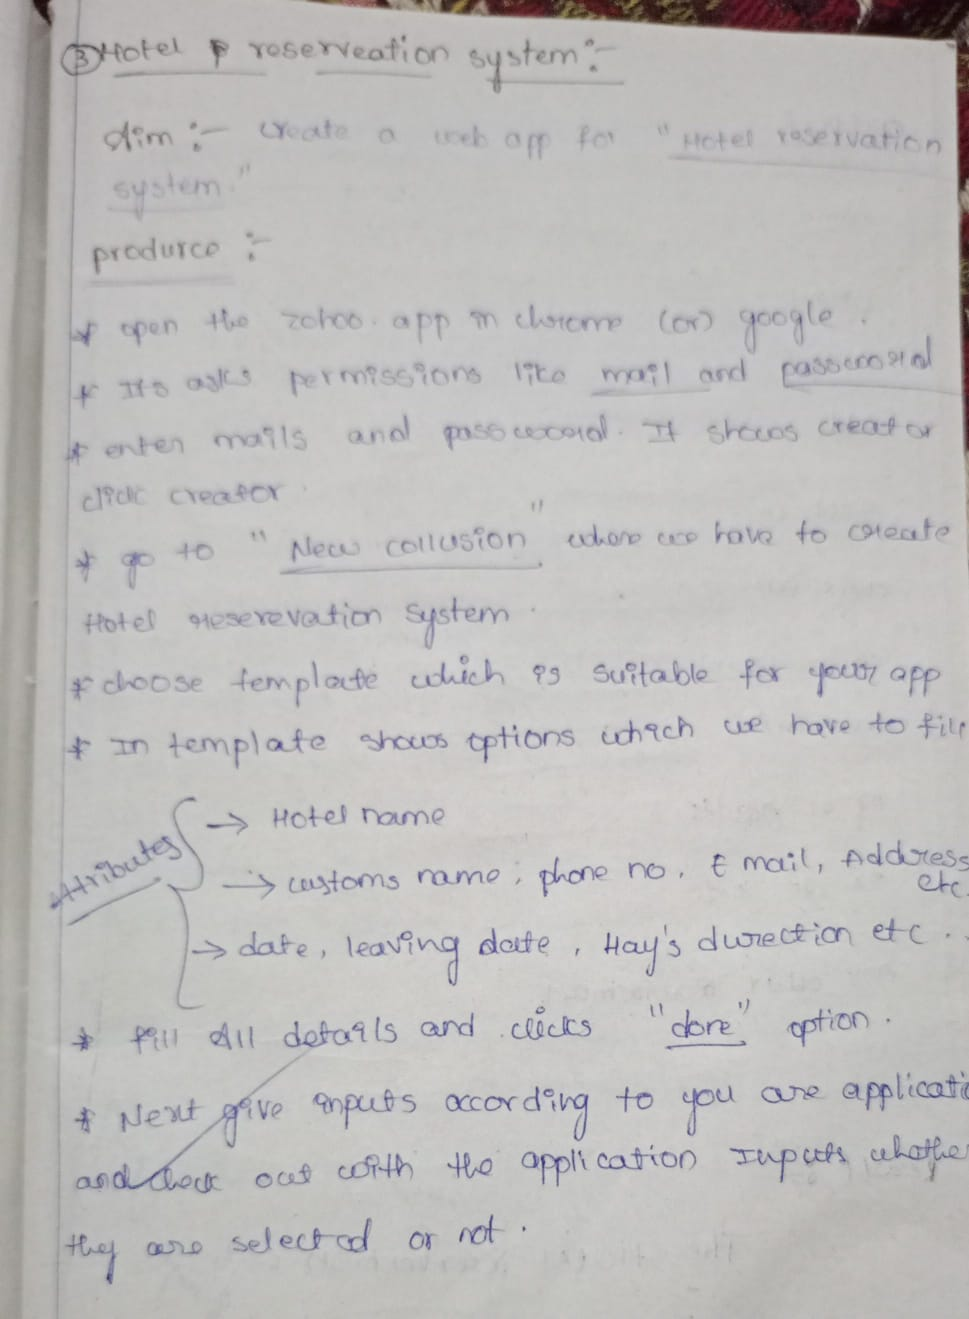 ③ Hotel reserveation system :-
Aim :- create a web app for "Hotel reservation
system."
produrce :-
* open the zohoo. app in chrome (or) google.
* Its asks permissions like mail and password
* enter mails and password. It shows creator
click creator.
* go to "New collusion" where we have to create
Hotel reserevation system.
* choose template which is suitable for your app
* In template shows options which we have to fill
Attributes → Hotel name
→ customs name, phone no, E mail, Address
etc
→ date, leaving date, Hay's durection etc.
* fill All details and clicks "done" option.
* Next give inputs according to you are applicatio
and check out with the application Inputs whethe
they are selected or not.